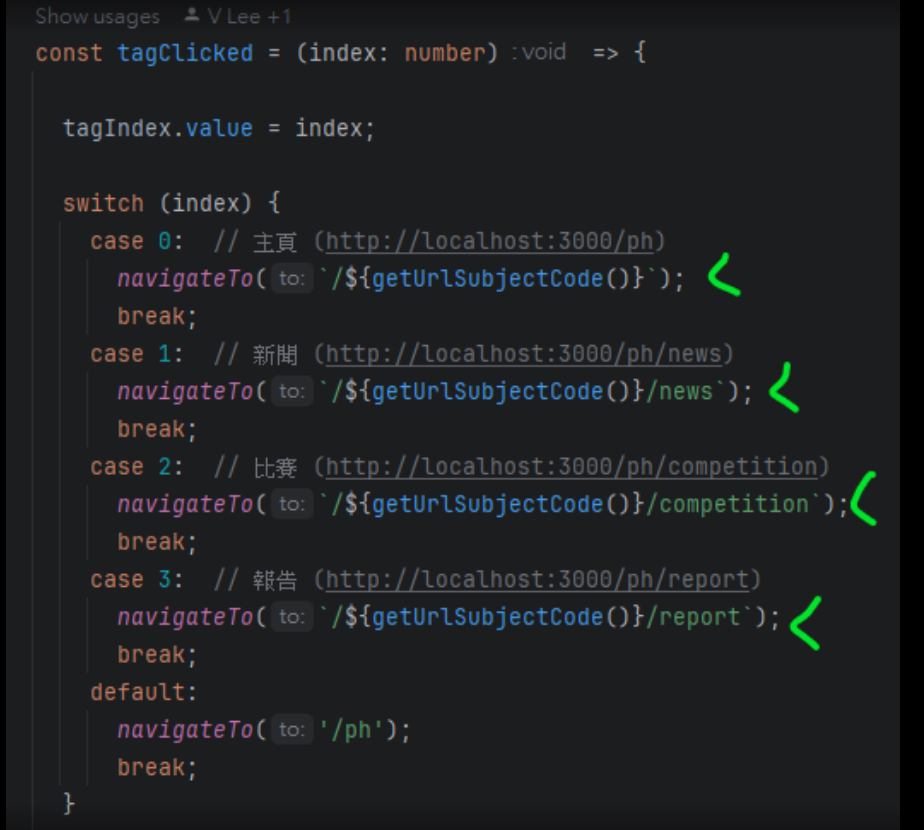 Show usages V Lee +1
const tagClicked = (index: number) : void => {
tagIndex.value = index;
switch (index) {
case 0: // 主頁 (http://localhost:3000/ph)
navigateTo( to: `/${getUrlSubjectCode()}`);
break;
case 1: // 新聞 (http://localhost:3000/ph/news)
navigateTo( to: `/${getUrlSubjectCode()}/news`);
break;
case 2: // 比賽 (http://localhost:3000/ph/competition)
navigateTo( to: `/${getUrlSubjectCode()}/competition`);
break;
case 3: // 報告 (http://localhost:3000/ph/report)
navigateTo( to: `/${getUrlSubjectCode()}/report`);
break;
default:
navigateTo( to: '/ph');
break;
}